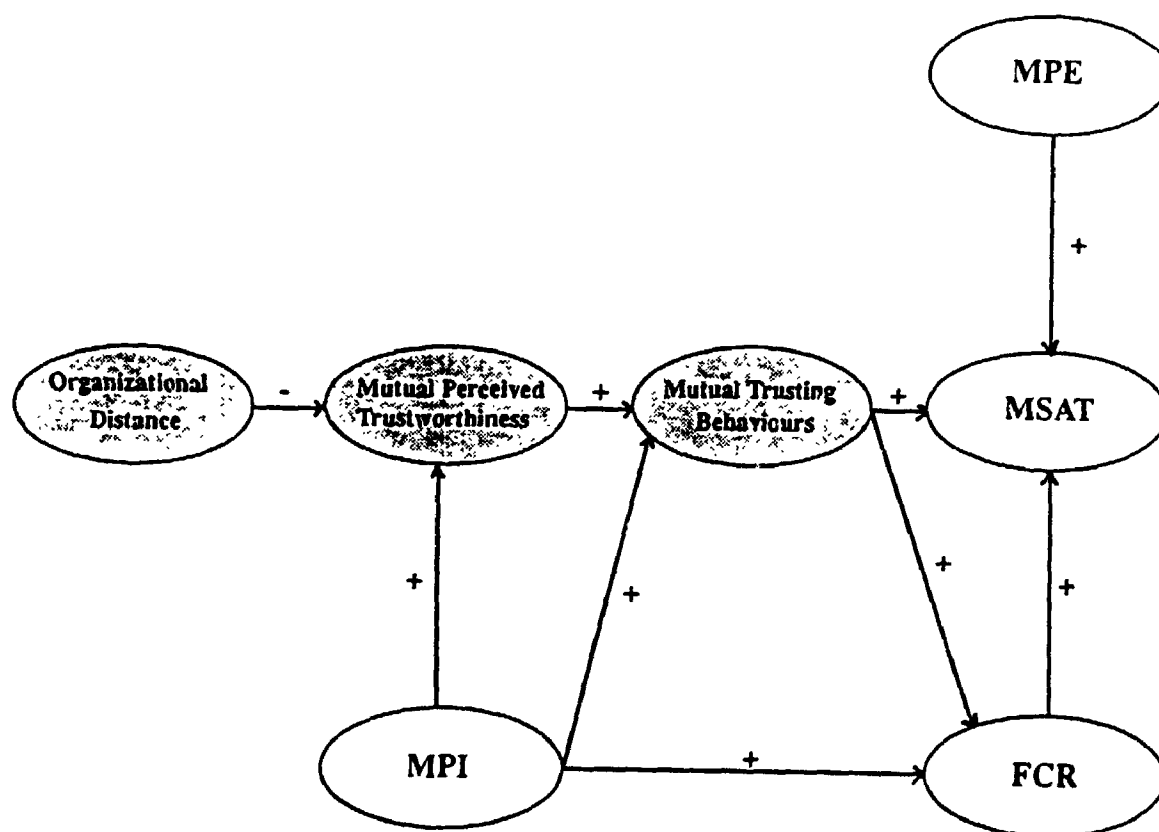 MPE
+
Organizational
Distance
-
Mutual Perceived
Trustworthiness
+
Mutual Trusting
Behaviours
+
MSAT
+
+
+
+
MPI
+
FCR